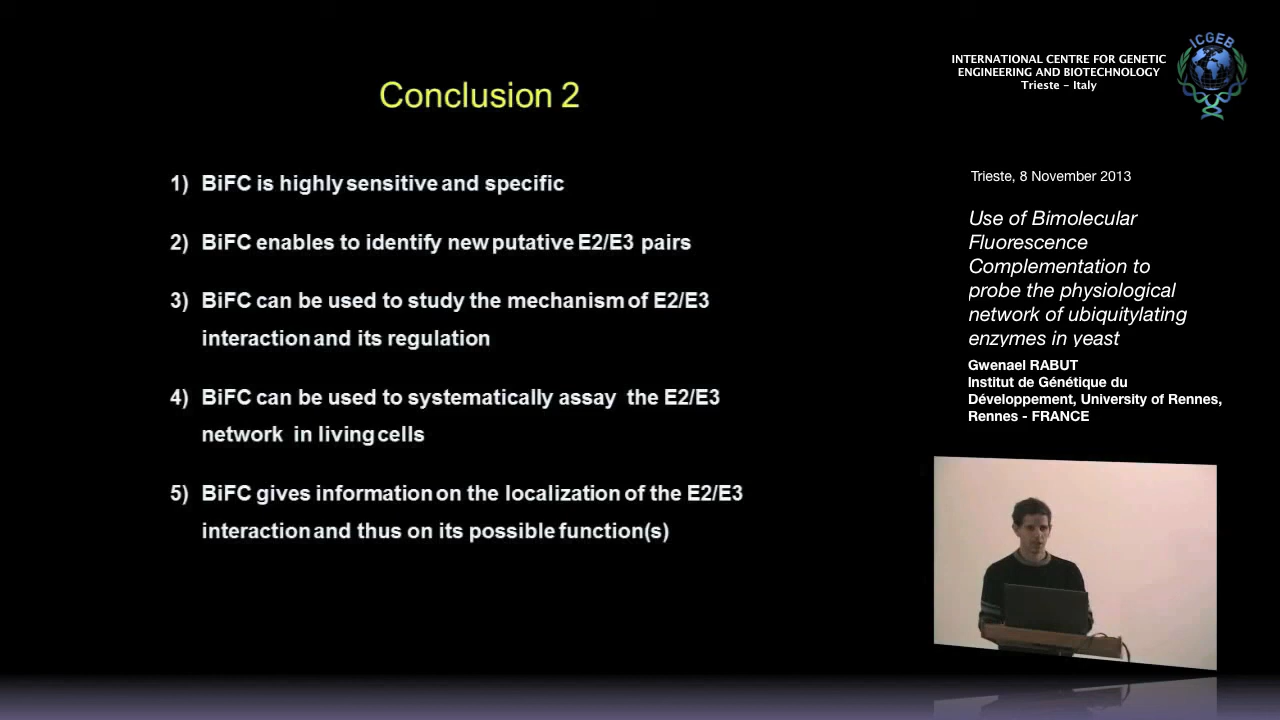 Conclusion 2
1) BiFC is highly sensitive and specific
2) BiFC enables to identify new putative E2/E3 pairs
3) BiFC can be used to study the mechanism of E2/E3
interaction and its regulation
4) BiFC can be used to systematically assay the E2/E3
network in living cells
5) BiFC gives information on the localization of the E2/E3
interaction and thus on its possible function(s)
INTERNATIONAL CENTRE FOR GENETIC
ENGINEERING AND BIOTECHNOLOGY
Trieste - Italy
ICGEB
Trieste, 8 November 2013
Use of Bimolecular
Fluorescence
Complementation to
probe the physiological
network of ubiquitylating
enzymes in yeast
Gwenael RABUT
Institut de Génétique du
Développement, University of Rennes,
Rennes - FRANCE